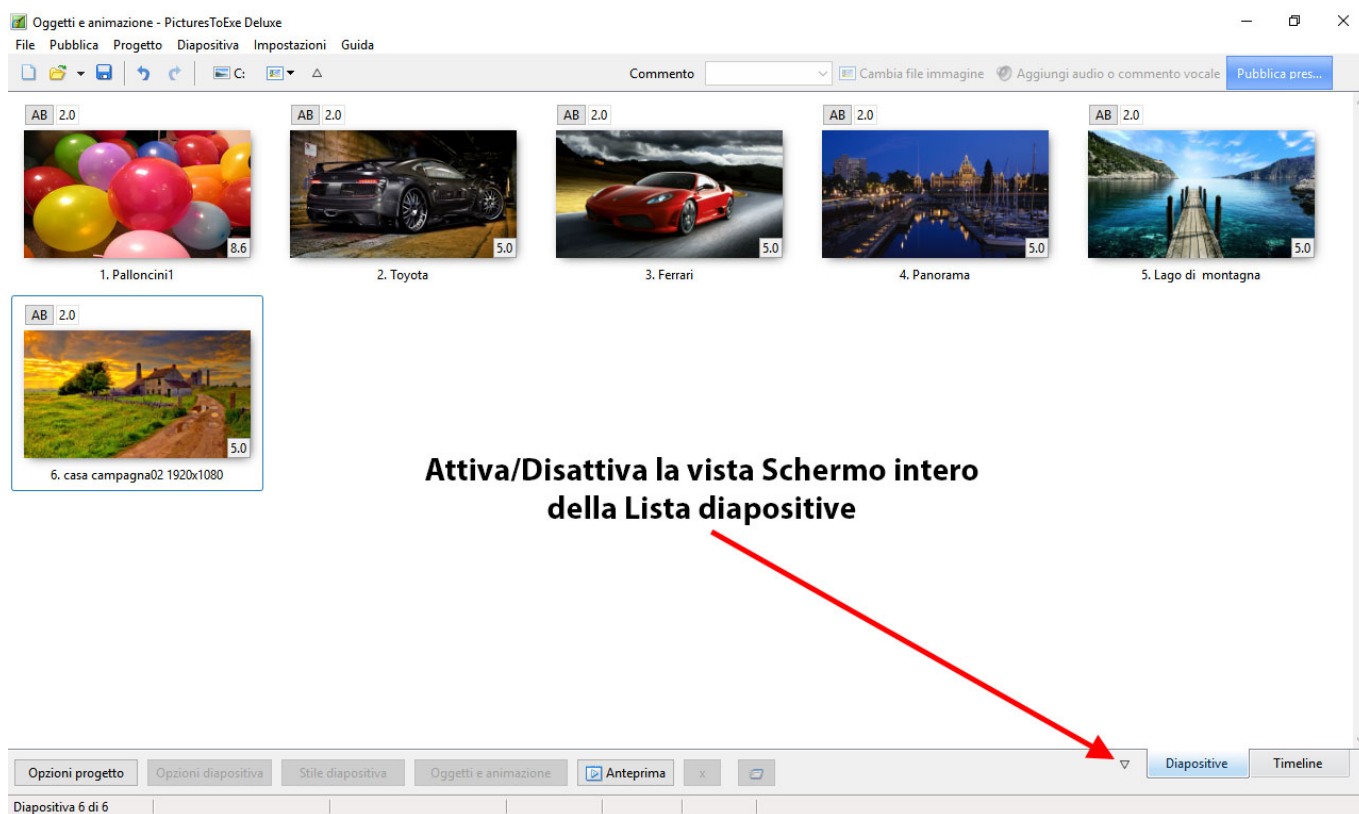 Oggetti e animazione - PicturesToExe Deluxe
File Pubblica Progetto Diapositiva Impostazioni Guida
C: Commento Cambia file immagine Aggiungi audio o commento vocale Pubblica pres...
AB 2.0 AB 2.0 AB 2.0 AB 2.0 AB 2.0
8.6 5.0 5.0 5.0 5.0
1. Palloncini1 2. Toyota 3. Ferrari 4. Panorama 5. Lago di montagna
AB 2.0
5.0
6. casa campagna02 1920x1080
Attiva/Disattiva la vista Schermo intero
della Lista diapositive
Opzioni progetto Opzioni diapositiva Stile diapositiva Oggetti e animazione Anteprima x Diapositive Timeline
Diapositiva 6 di 6